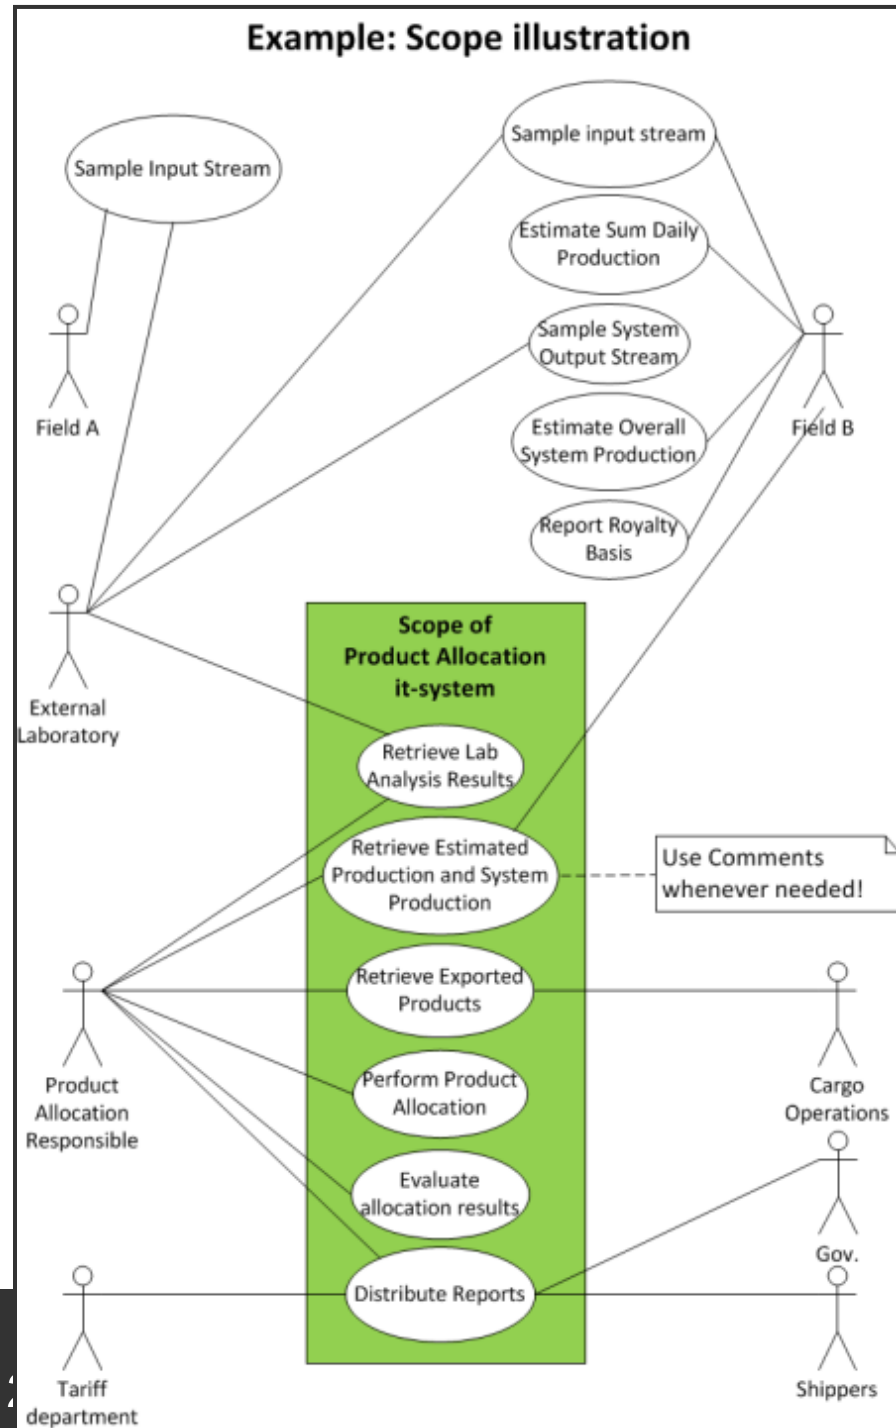 Example: Scope illustration
Sample Input Stream
Sample input stream
Estimate Sum Daily
Production
Sample System
Output Stream
Field A
Field B
Estimate Overall
System Production
Report Royalty
Basis
External
Laboratory
Scope of
Product Allocation
it-system
Retrieve Lab
Analysis Results
Retrieve Estimated
Production and System
Production
Use Comments
whenever needed!
Retrieve Exported
Products
Product
Allocation
Responsible
Cargo
Operations
Perform Product
Allocation
Evaluate
allocation results
Gov.
Distribute Reports
Tariff
department
Shippers